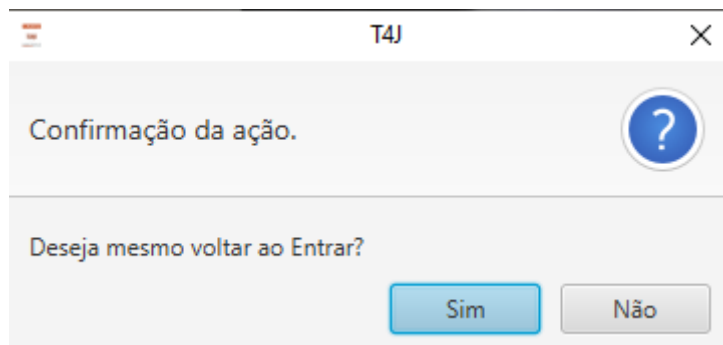 T4J
Confirmação da ação.
?
Deseja mesmo voltar ao Entrar?
Sim Não